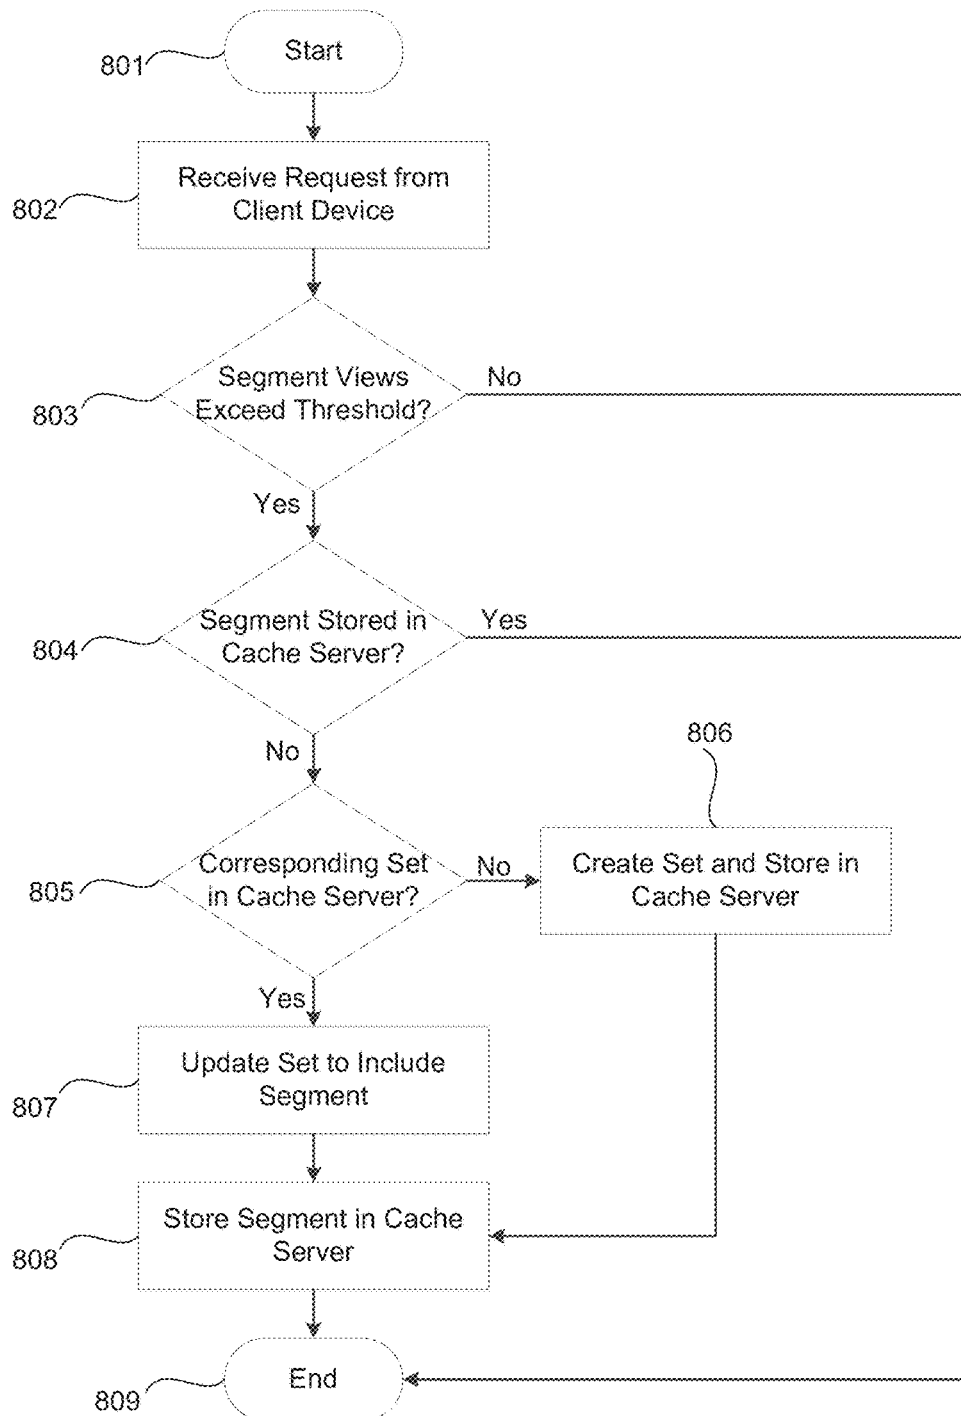 Start
801
Receive Request from
Client Device
802
Segment Views
Exceed Threshold?
No
803
Yes
Segment Stored in
Cache Server?
Yes
804
No
806
Corresponding Set
in Cache Server?
No
Create Set and Store in
Cache Server
805
Yes
Update Set to Include
Segment
807
Store Segment in Cache
Server
808
End
809